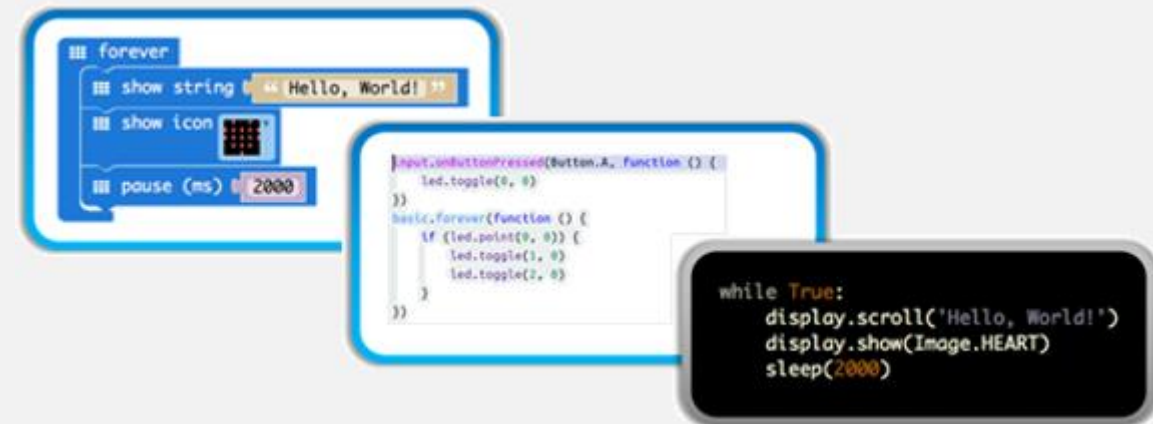 forever
show string “ Hello, World! ”
show icon
pause (ms) 2000
input.onButtonPressed(Button.A, function () {
    led.toggle(0, 0)
})
basic.forever(function () {
    if (led.point(0, 0)) {
        led.toggle(1, 0)
        led.toggle(2, 0)
    }
})
while True:
    display.scroll('Hello, World!')
    display.show(Image.HEART)
    sleep(2000)